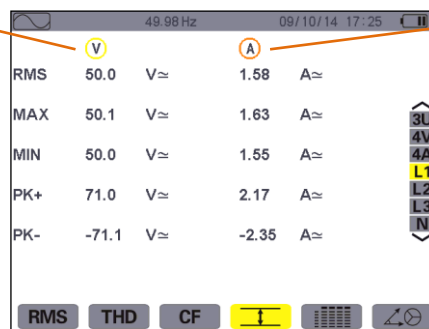 49.98 Hz 09/10/14 17:25
V A
RMS 50.0 V≃ 1.58 A≃
MAX 50.1 V≃ 1.63 A≃
MIN 50.0 V≃ 1.55 A≃
PK+ 71.0 V≃ 2.17 A≃
PK- -71.1 V≃ -2.35 A≃
3U
4V
4A
L1
L2
L3
N
RMS THD CF